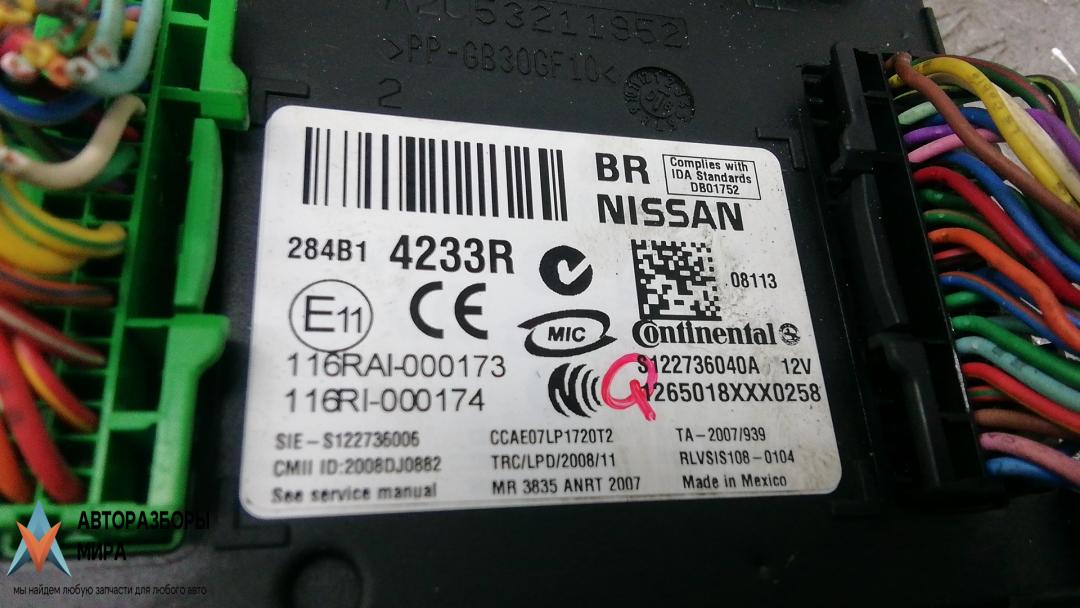 A2C53211952
>PP-GB30GF10<
2
BR
Complies with
IDA Standards
DB01752
NISSAN
284B1 4233R
08113
E11
CE
MIC
Continental
116RAI-000173
S122736040A 12V
116RI-000174
1265018XXX0258
SIE-S122736006 CCAE07LP1720T2 TA-2007/939
CMII ID:2008DJ0882 TRC/LPD/2008/11 RLVSIS108-0104
See service manual MR 3835 ANRT 2007 Made in Mexico
АВТОРАЗБОРЫ
МИРА
мы найдем любую запчасти для любого авто